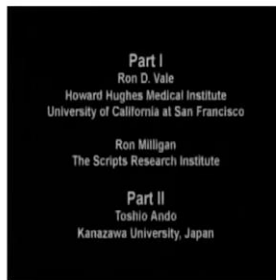 Part I
Ron D. Vale
Howard Hughes Medical Institute
University of California at San Francisco
Ron Milligan
The Scripts Research Institute
Part II
Toshio Ando
Kanazawa University, Japan